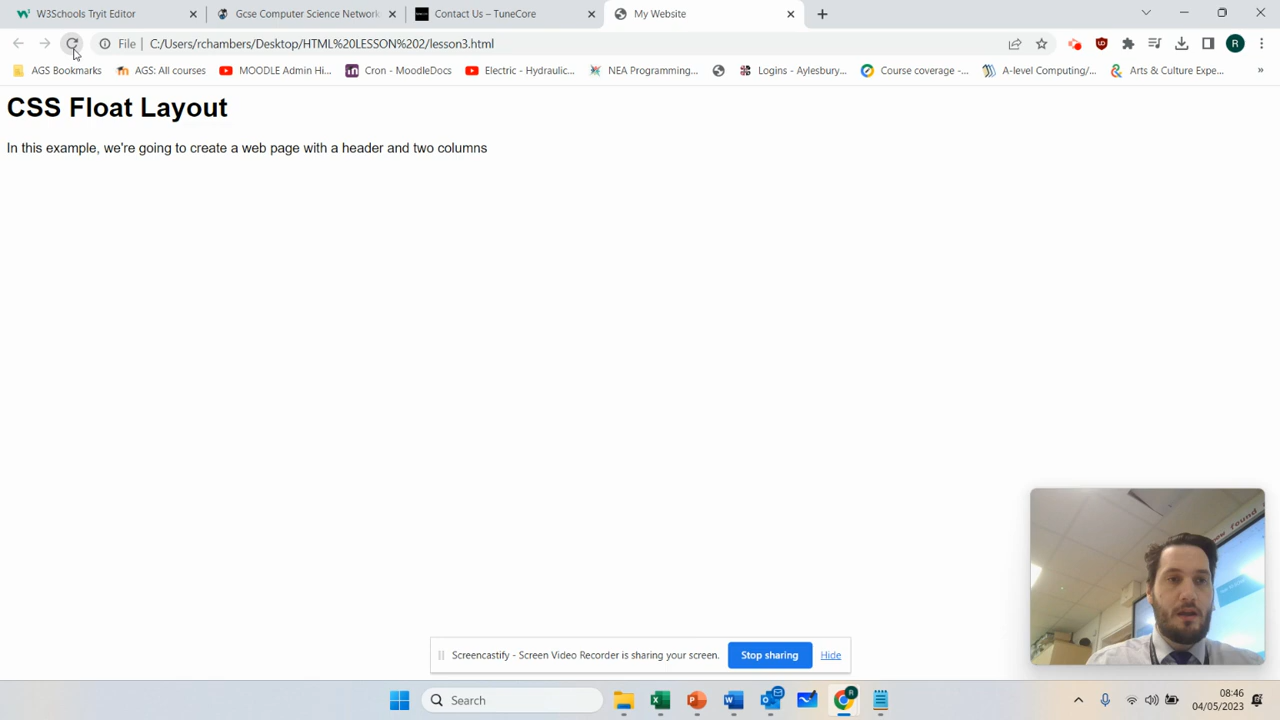 W3Schools Tryit Editor
Gcse Computer Science Network
Contact Us – TuneCore
My Website
File
C:/Users/rchambers/Desktop/HTML%20LESSON%202/lesson3.html
R
AGS Bookmarks
AGS: All courses
MOODLE Admin Hi...
Cron - MoodleDocs
Electric - Hydraulic...
NEA Programming...
Logins - Aylesbury...
Course coverage -...
A-level Computing/...
Arts & Culture Expe...
»
CSS Float Layout
In this example, we're going to create a web page with a header and two columns
Screencastify - Screen Video Recorder is sharing your screen.
Stop sharing
Hide
Search
08:46
04/05/2023